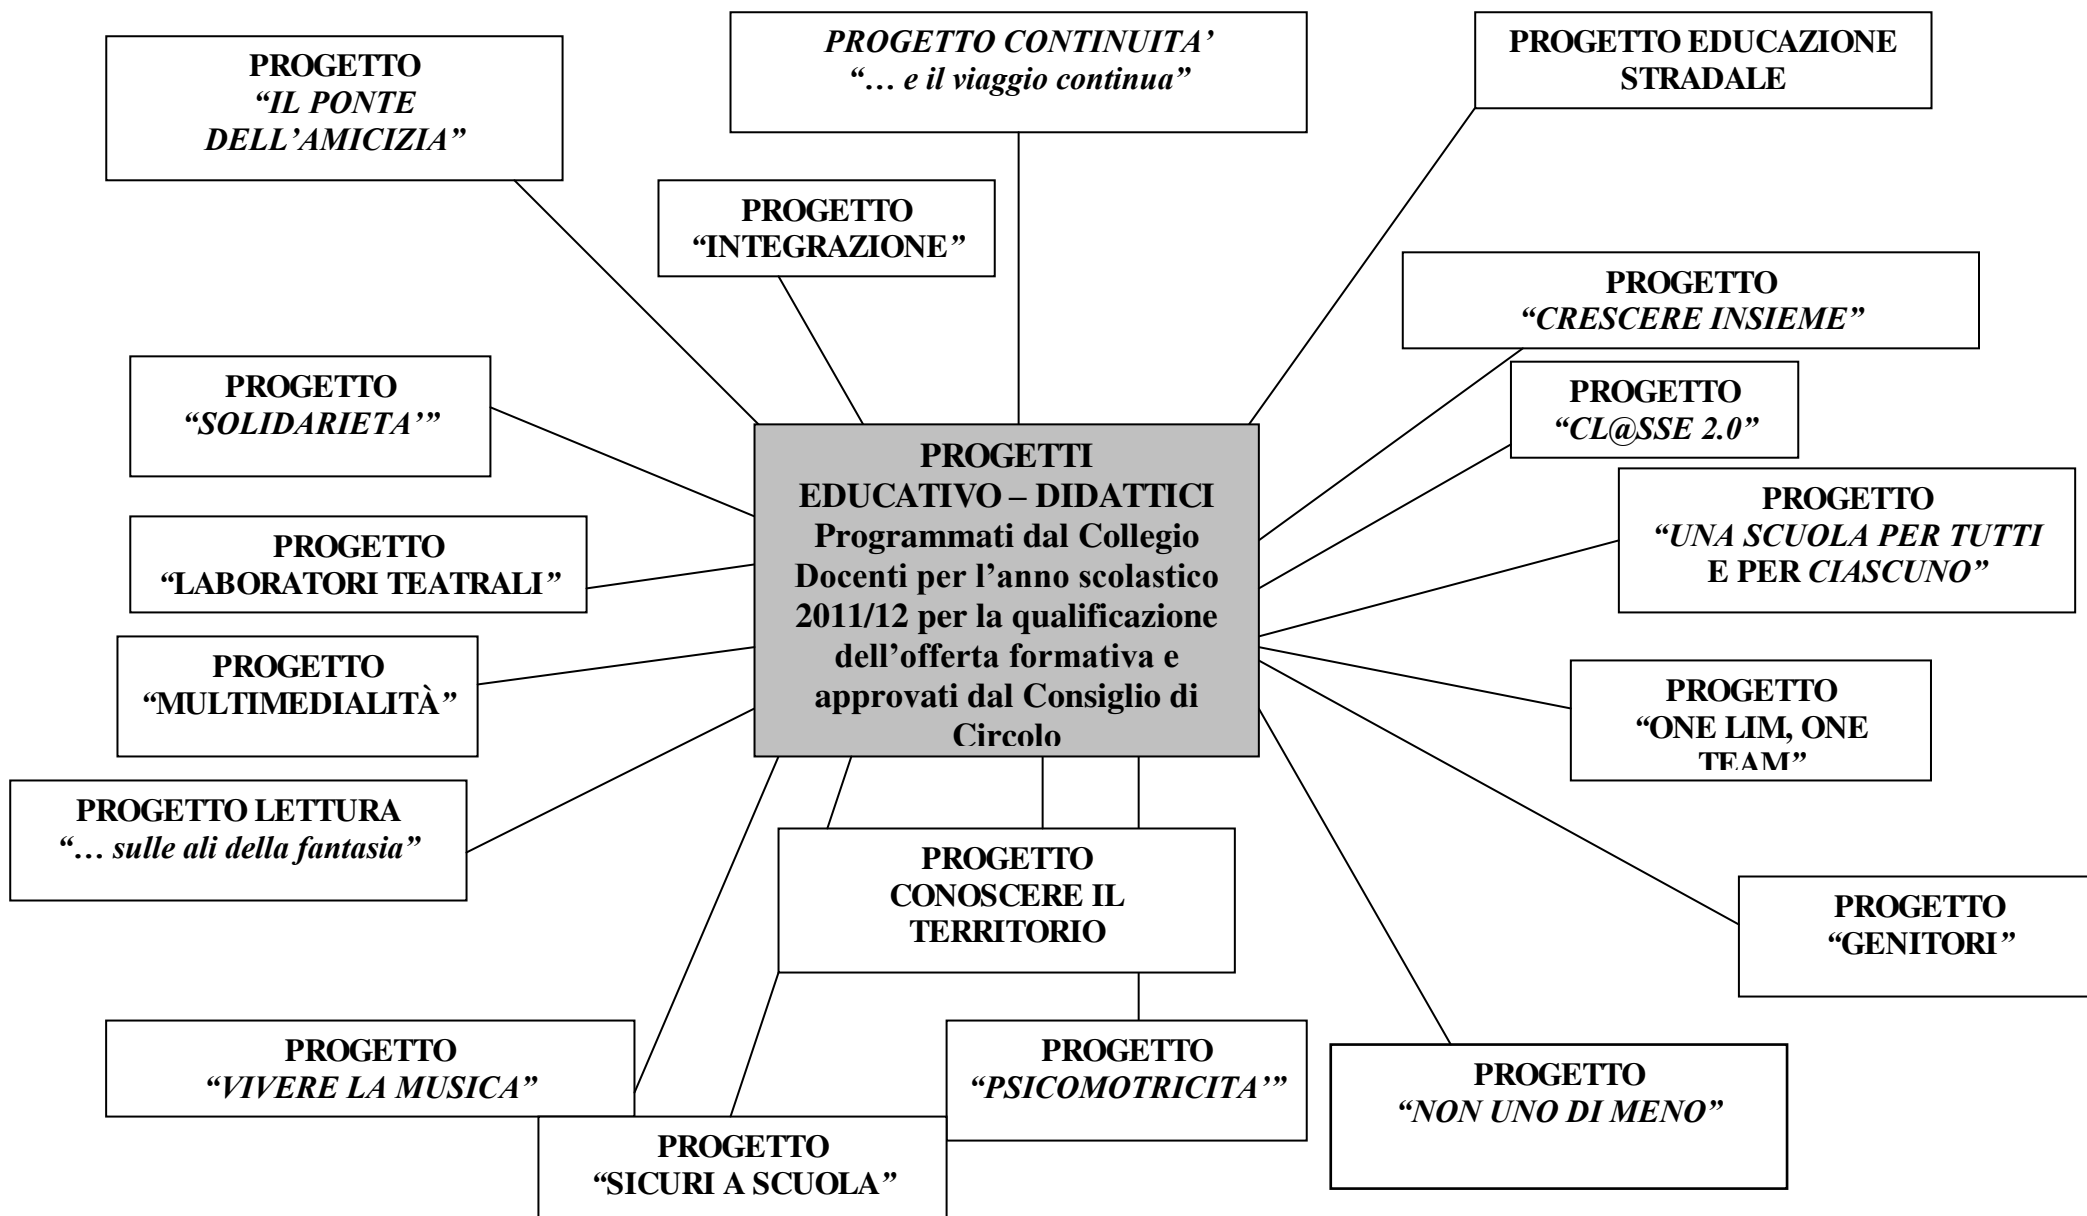 PROGETTO
“IL PONTE
DELL’AMICIZIA”
PROGETTO CONTINUITA’
“… e il viaggio continua”
PROGETTO EDUCAZIONE
STRADALE
PROGETTO
“INTEGRAZIONE”
PROGETTO
“CRESCERE INSIEME”
PROGETTO
“SOLIDARIETA’”
PROGETTO
“CL@SSE 2.0”
PROGETTI
EDUCATIVO – DIDATTICI
Programmati dal Collegio
Docenti per l’anno scolastico
2011/12 per la qualificazione
dell’offerta formativa e
approvati dal Consiglio di
Circolo
PROGETTO
“UNA SCUOLA PER TUTTI
E PER CIASCUNO”
PROGETTO
“LABORATORI TEATRALI”
PROGETTO
“MULTIMEDIALITÀ”
PROGETTO
“ONE LIM, ONE
TEAM”
PROGETTO LETTURA
“… sulle ali della fantasia”
PROGETTO
CONOSCERE IL
TERRITORIO
PROGETTO
“GENITORI”
PROGETTO
“VIVERE LA MUSICA”
PROGETTO
“PSICOMOTRICITA’”
PROGETTO
“NON UNO DI MENO”
PROGETTO
“SICURI A SCUOLA”